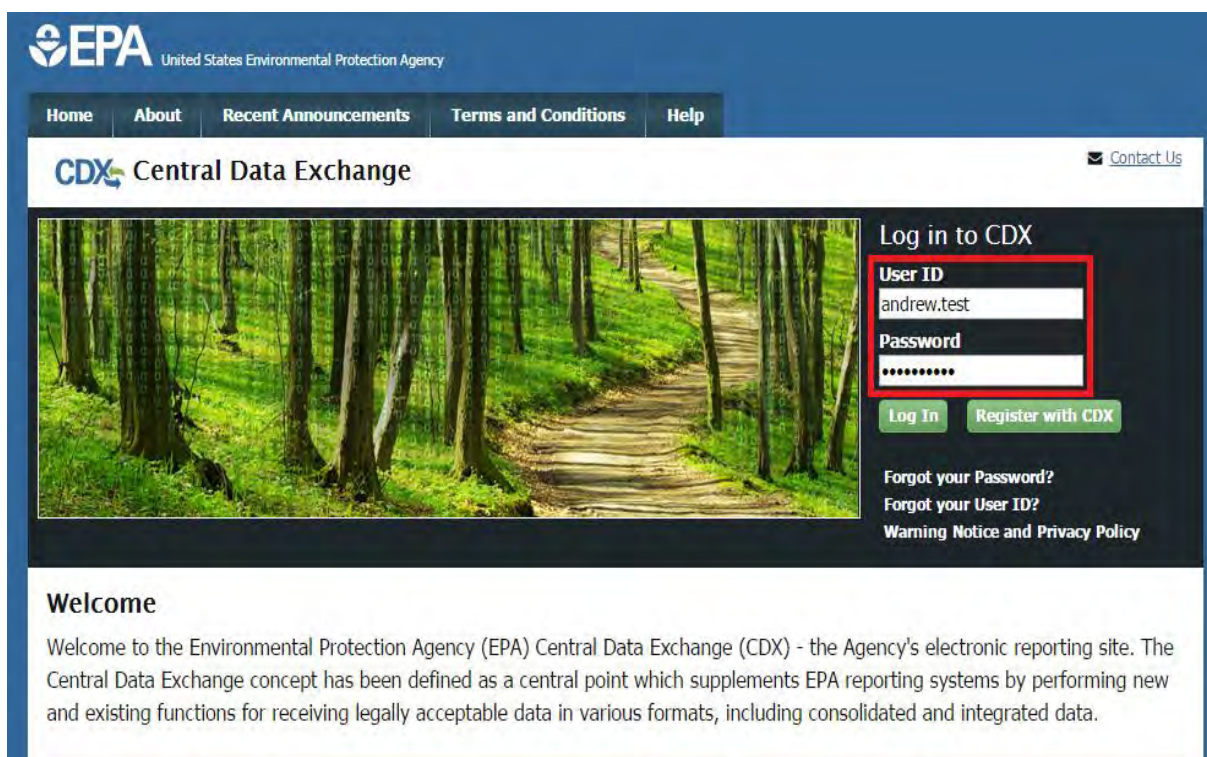 EPA United States Environmental Protection Agency
Home About Recent Announcements Terms and Conditions Help
CDX Central Data Exchange
Contact Us
Log in to CDX
User ID
andrew.test
Password
••••••••••
Log In Register with CDX
Forgot your Password?
Forgot your User ID?
Warning Notice and Privacy Policy
Welcome
Welcome to the Environmental Protection Agency (EPA) Central Data Exchange (CDX) - the Agency's electronic reporting site. The
Central Data Exchange concept has been defined as a central point which supplements EPA reporting systems by performing new
and existing functions for receiving legally acceptable data in various formats, including consolidated and integrated data.